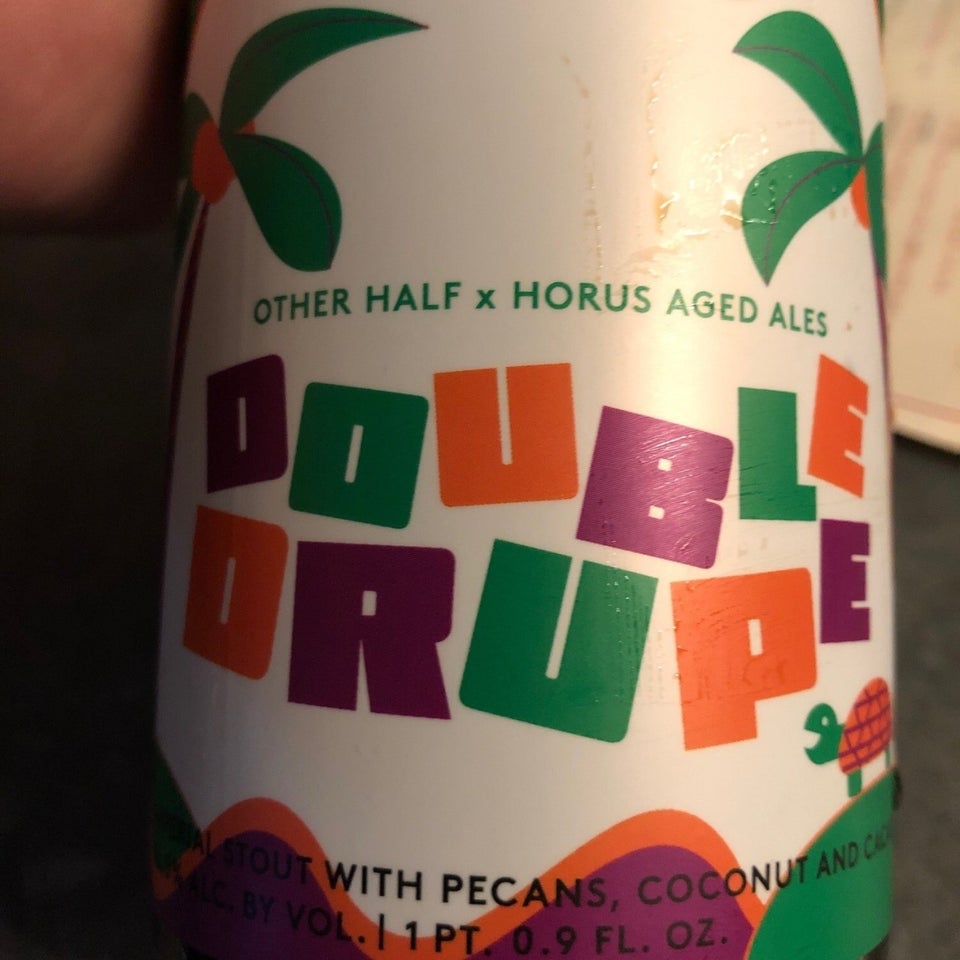 OTHER HALF x HORUS AGED ALES
DOUBLE
DRUPE
STOUT WITH PECANS, COCONUT AND
ALC. BY VOL. | 1 PT. 0.9 FL. OZ.